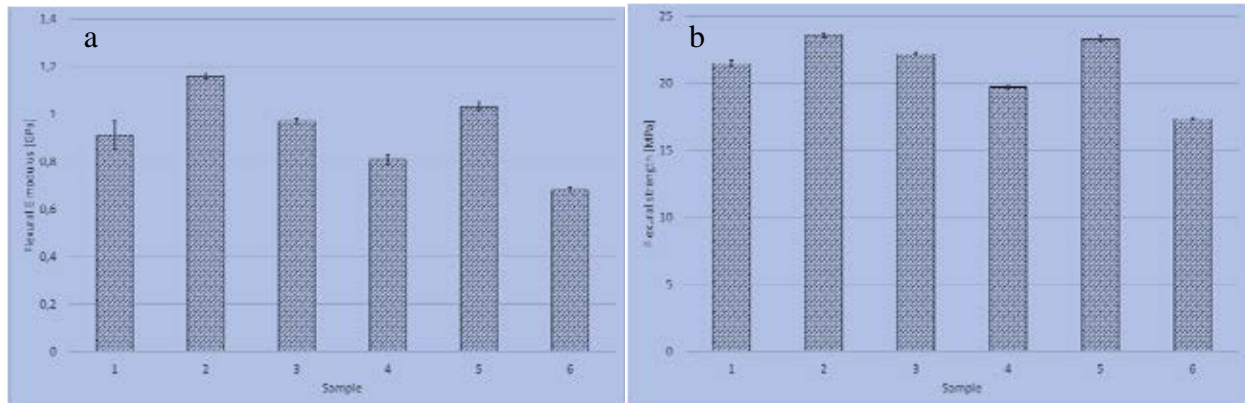 a
1,4
1,2
1
0,8
0,6
0,4
0,2
0
Flexural E modulus [GPa]
1 2 3 4 5 6
Sample
b
25
20
15
10
5
0
Flexural strength [MPa]
1 2 3 4 5 6
Sample